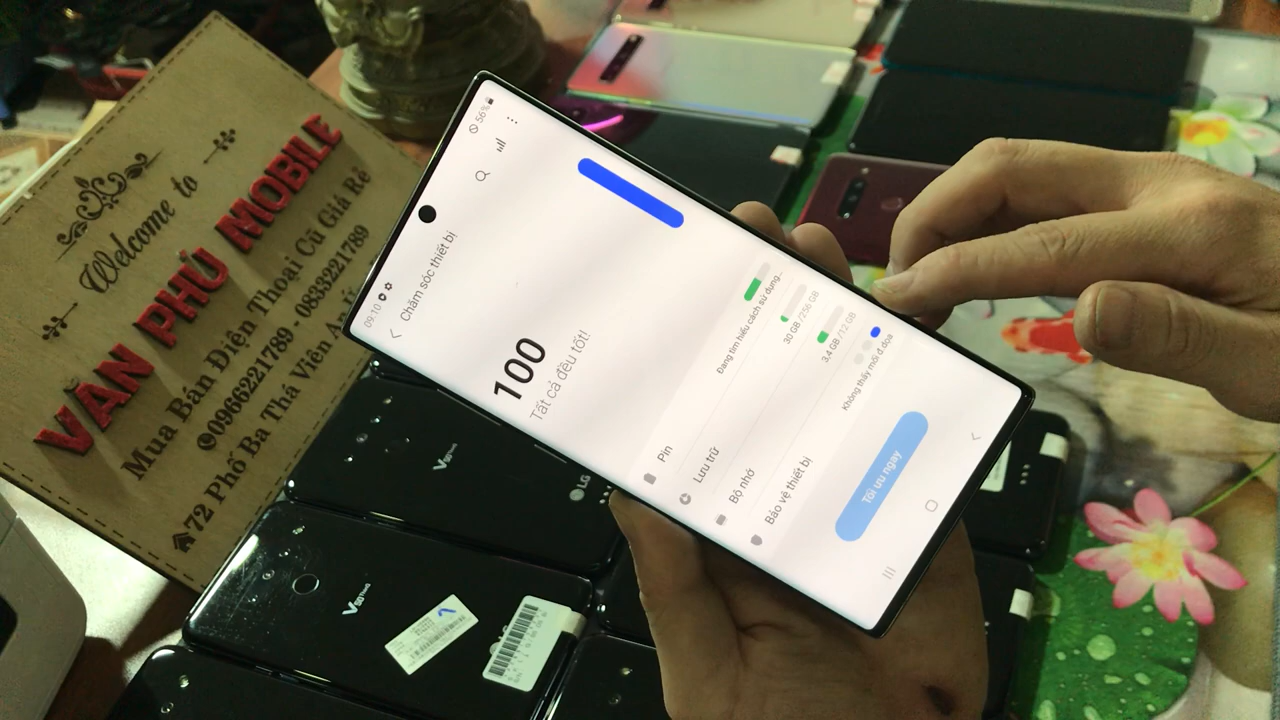 Welcome to
VĂN PHÚ MOBILE
Mua Bán Điện Thoại Cũ Giá Rẻ
0966221789 - 0833221789
72 Phố Ba Thá Viên An
09:10
56%
Chăm sóc thiết bị
100
Tất cả đều tốt!
Pin
Đang tìm hiểu cách sử dụng...
Lưu trữ
30 GB /256 GB
Bộ nhớ
3.4 GB /12 GB
Bảo vệ thiết bị
Không thấy mối đ.dọa
Tối ưu ngay
V50 ThinQ
LG
V50 ThinQ